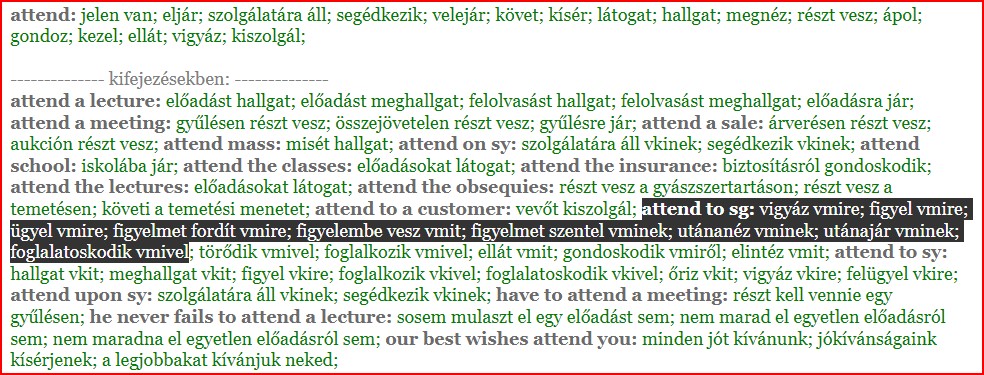 attend: jelen van; eljár; szolgálatára áll; segédkezik; velejár; követ; kísér; látogat; hallgat; megnéz; részt vesz; ápol;
gondoz; kezel; ellát; vigyáz; kiszolgál;
-------------- kifejezésekben: --------------
attend a lecture: előadást hallgat; előadást meghallgat; felolvasást hallgat; felolvasást meghallgat; előadásra jár;
attend a meeting: gyűlésen részt vesz; összejövetelen részt vesz; gyűlésre jár; attend a sale: árverésen részt vesz;
aukción részt vesz; attend mass: misét hallgat; attend on sy: szolgálatára áll vkinek; segédkezik vkinek; attend
school: iskolába jár; attend the classes: előadásokat látogat; attend the insurance: biztosításról gondoskodik;
attend the lectures: előadásokat látogat; attend the obsequies: részt vesz a gyászszertartáson; részt vesz a
temetésen; követi a temetési menetet; attend to a customer: vevőt kiszolgál; attend to sg: vigyáz vmire; figyel vmire;
ügyel vmire; figyelmet fordít vmire; figyelembe vesz vmit; figyelmet szentel vminek; utánanéz vminek; utánajár vminek;
foglalatoskodik vmivel; törődik vmivel; foglalkozik vmivel; ellát vmit; gondoskodik vmiről; elintéz vmit; attend to sy:
hallgat vkit; meghallgat vkit; figyel vkire; foglalkozik vkivel; foglalatoskodik vkivel; őriz vkit; vigyáz vkire; felügyel vkire;
attend upon sy: szolgálatára áll vkinek; segédkezik vkinek; have to attend a meeting: részt kell vennie egy
gyűlésen; he never fails to attend a lecture: sosem mulaszt el egy előadást sem; nem marad el egyetlen előadásról
sem; nem maradna el egyetlen előadásról sem; our best wishes attend you: minden jót kívánunk; jókívánságaink
kísérjenek; a legjobbakat kívánjuk neked;